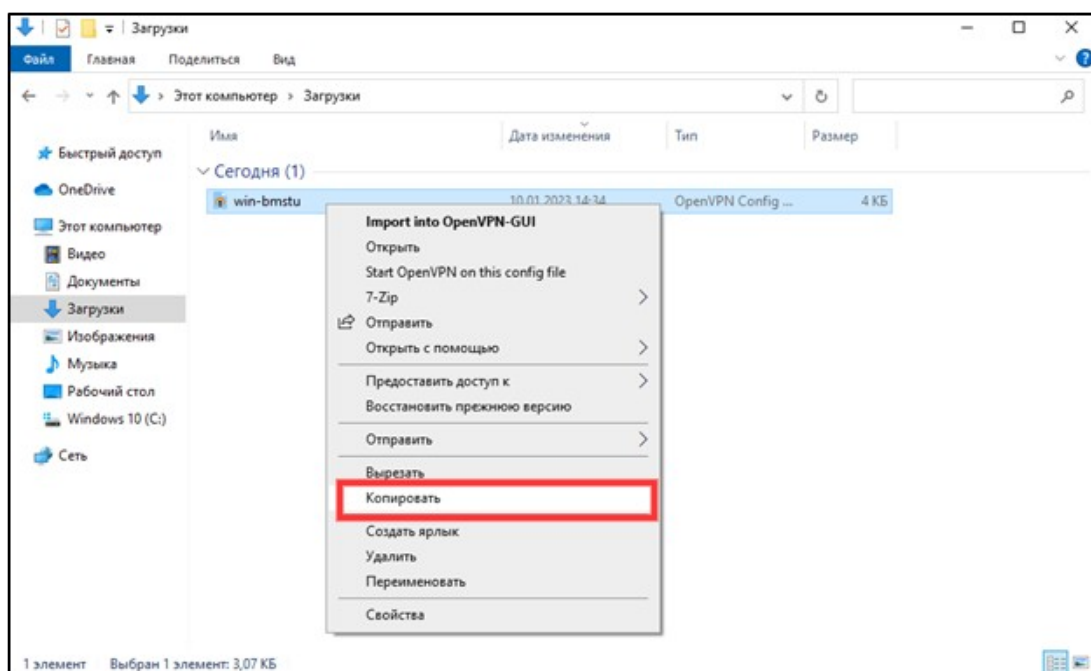 Загрузки
Файл Главная Поделиться Вид
Этот компьютер › Загрузки
Имя Дата изменения Тип Размер
Быстрый доступ
OneDrive
Этот компьютер
Видео
Документы
Загрузки
Изображения
Музыка
Рабочий стол
Windows 10 (C:)
Сеть
Сегодня (1)
win-bmstu 10.01.2023 14:34 OpenVPN Config ... 4 КБ
Import into OpenVPN-GUI
Открыть
Start OpenVPN on this config file
7-Zip
Отправить
Открыть с помощью
Предоставить доступ к
Восстановить прежнюю версию
Отправить
Вырезать
Копировать
Создать ярлык
Удалить
Переименовать
Свойства
1 элемент Выбран 1 элемент: 3,07 КБ